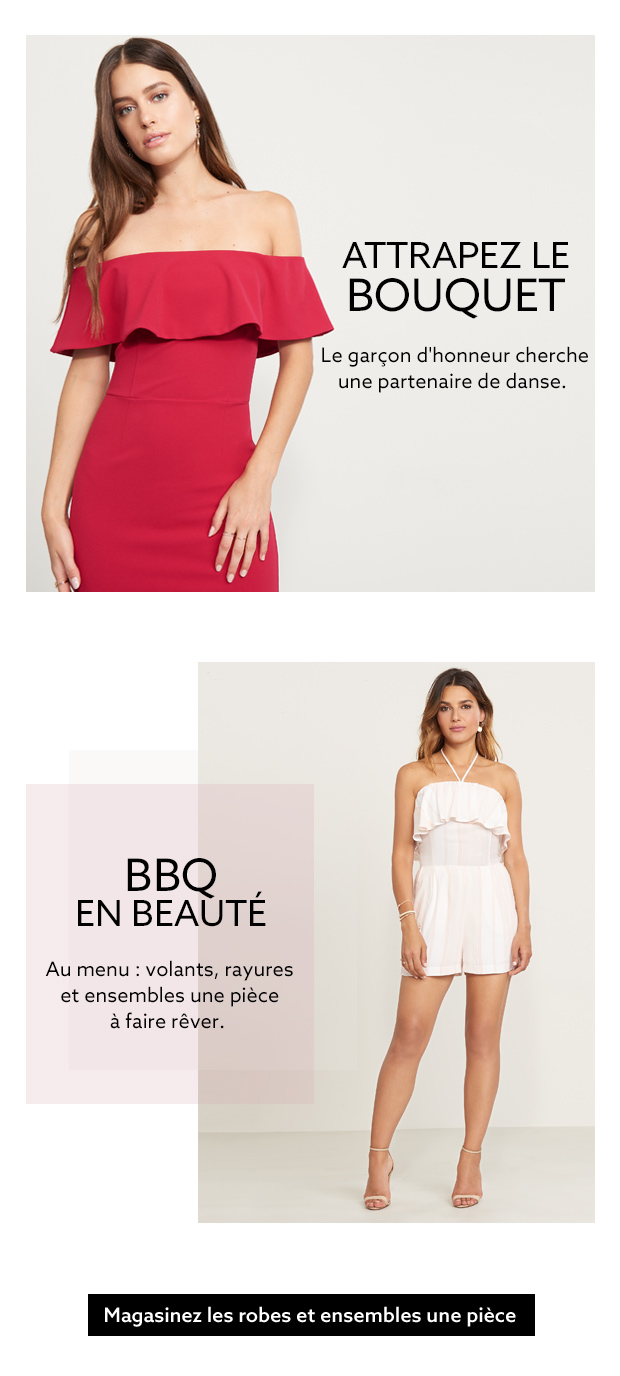 ATTRAPEZ LE
BOUQUET
Le garçon d'honneur cherche
une partenaire de danse.
BBQ
EN BEAUTÉ
Au menu : volants, rayures
et ensembles une pièce
à faire rêver.
Magasinez les robes et ensembles une pièce